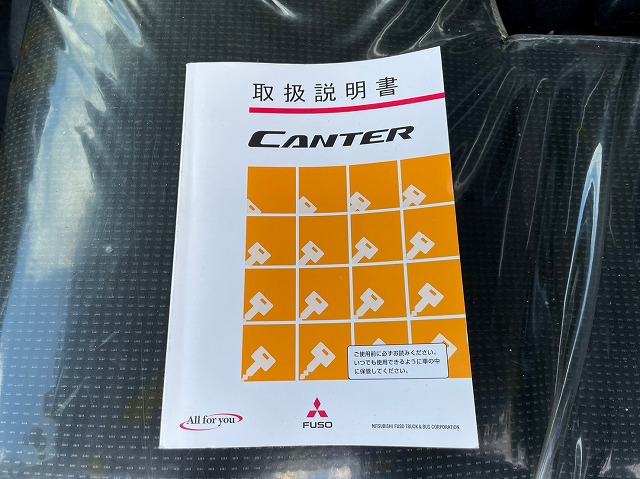 取扱説明書
CANTER
ご使用前に必ずお読みください。
いつでも使用できるように車の中
に保管してください。
All for you
FUSO
MITSUBISHI FUSO TRUCK & BUS CORPORATION